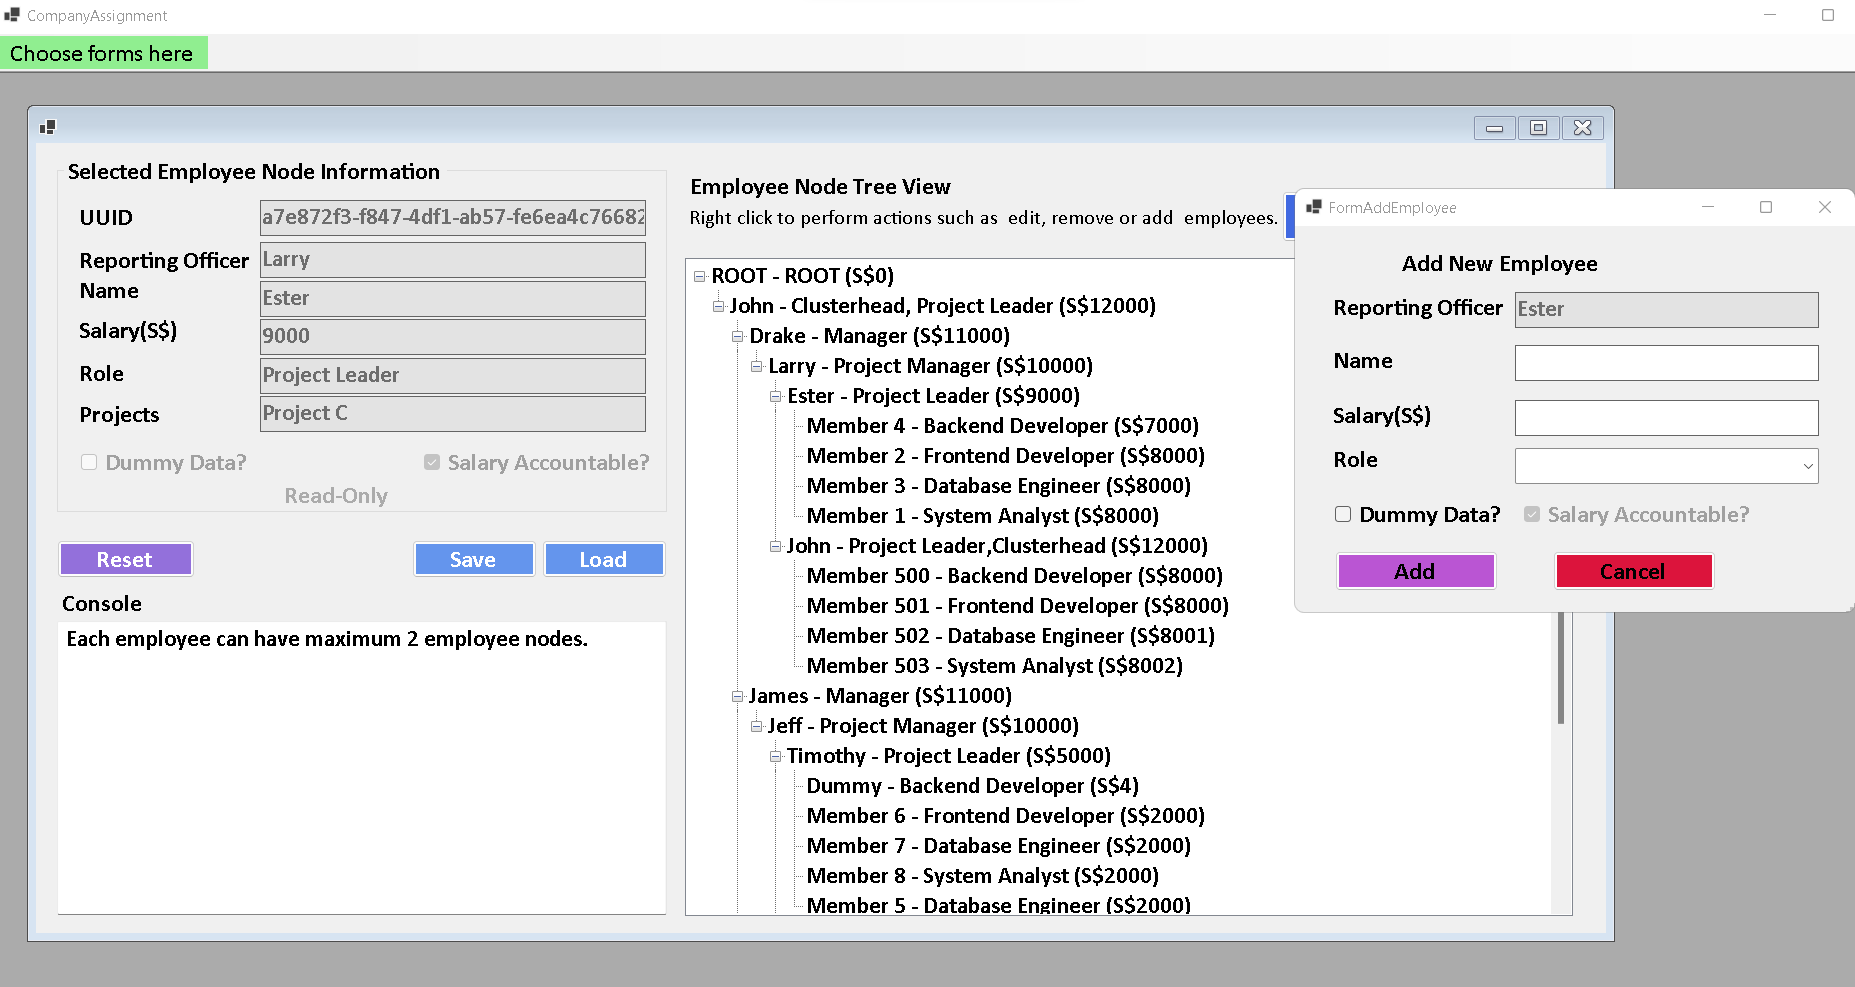 CompanyAssignment
Choose forms here
Selected Employee Node Information
UUID
a7e872f3-f847-4df1-ab57-fe6ea4c76682
Reporting Officer
Larry
Name
Ester
Salary(S$)
9000
Role
Project Leader
Projects
Project C
Dummy Data?
Salary Accountable?
Read-Only
Reset
Save
Load
Console
Each employee can have maximum 2 employee nodes.
Employee Node Tree View
Right click to perform actions such as  edit, remove or add  employees.
ROOT - ROOT (S$0)
John - Clusterhead, Project Leader (S$12000)
Drake - Manager (S$11000)
Larry - Project Manager (S$10000)
Ester - Project Leader (S$9000)
Member 4 - Backend Developer (S$7000)
Member 2 - Frontend Developer (S$8000)
Member 3 - Database Engineer (S$8000)
Member 1 - System Analyst (S$8000)
John - Project Leader,Clusterhead (S$12000)
Member 500 - Backend Developer (S$8000)
Member 501 - Frontend Developer (S$8000)
Member 502 - Database Engineer (S$8001)
Member 503 - System Analyst (S$8002)
James - Manager (S$11000)
Jeff - Project Manager (S$10000)
Timothy - Project Leader (S$5000)
Dummy - Backend Developer (S$4)
Member 6 - Frontend Developer (S$2000)
Member 7 - Database Engineer (S$2000)
Member 8 - System Analyst (S$2000)
Member 5 - Database Engineer (S$2000)
FormAddEmployee
Add New Employee
Reporting Officer
Ester
Name
Salary(S$)
Role
Dummy Data?
Salary Accountable?
Add
Cancel